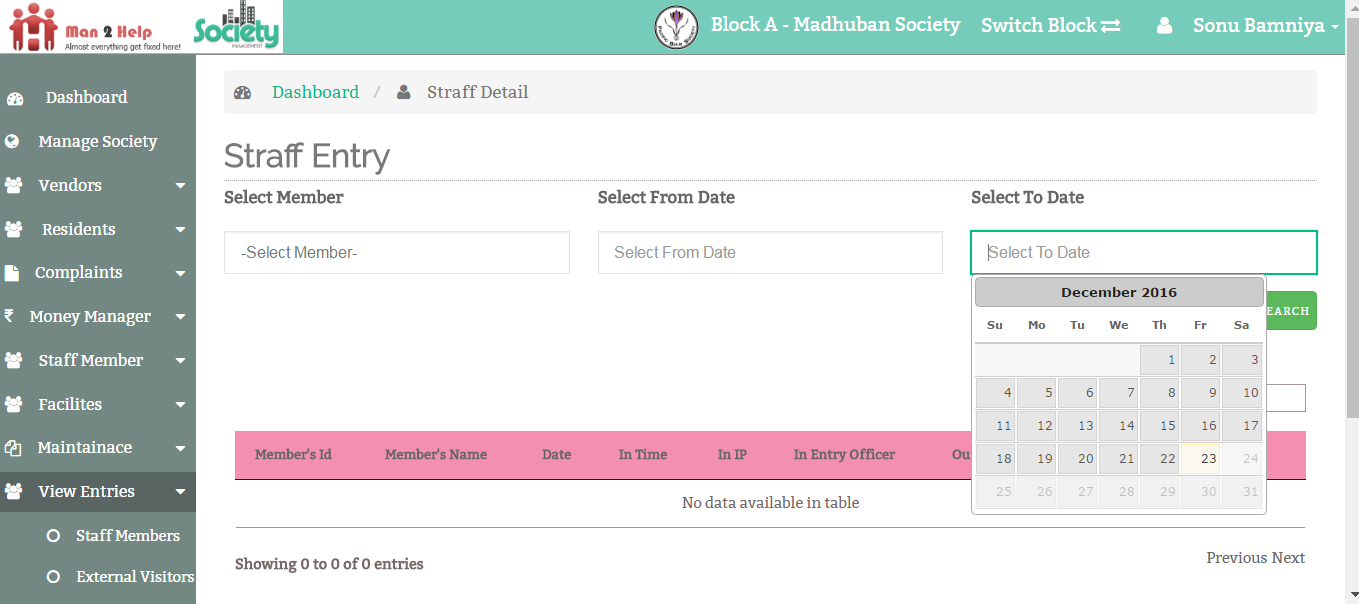 Man 2 Help
Almost everything get fixed here!
Society
MANAGEMENT
Block A - Madhuban Society
Switch Block
Sonu Bamniya
Dashboard
Manage Society
Vendors
Residents
Complaints
₹ Money Manager
Staff Member
Facilites
Maintainace
View Entries
Staff Members
External Visitors
Dashboard / Straff Detail
Straff Entry
Select Member Select From Date Select To Date
-Select Member- Select From Date Select To Date
EARCH
December 2016
Su Mo Tu We Th Fr Sa
1 2 3
4 5 6 7 8 9 10
11 12 13 14 15 16 17
18 19 20 21 22 23 24
25 26 27 28 29 30 31
Member's Id Member's Name Date In Time In IP In Entry Officer Ou
No data available in table
Showing 0 to 0 of 0 entries
Previous Next